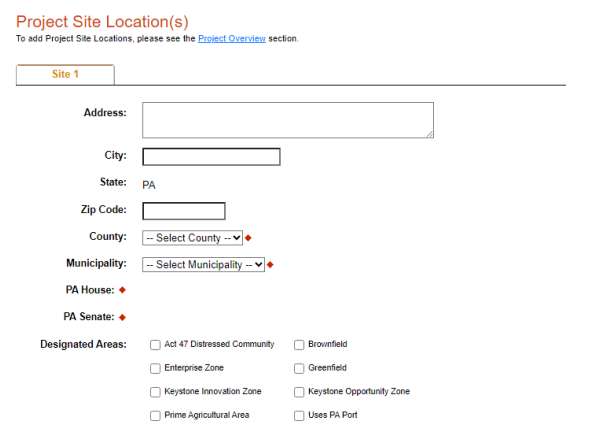 Project Site Location(s)
To add Project Site Locations, please see the Project Overview section.
Site 1
Address:
City:
State: PA
Zip Code:
County: -- Select County --
Municipality: -- Select Municipality --
PA House:
PA Senate:
Designated Areas: Act 47 Distressed Community Brownfield
Enterprise Zone Greenfield
Keystone Innovation Zone Keystone Opportunity Zone
Prime Agricultural Area Uses PA Port